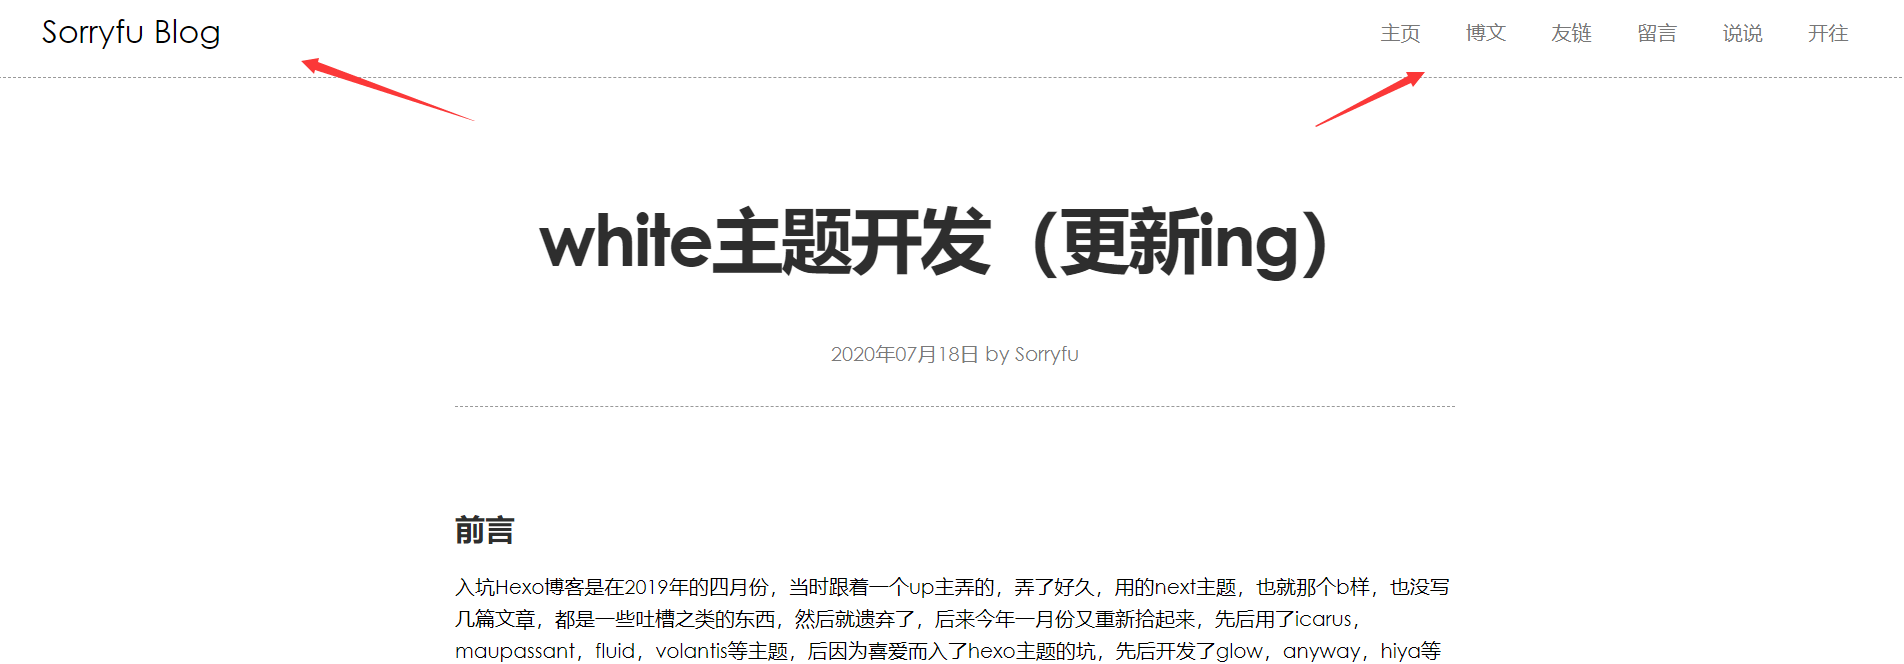 Sorryfu Blog 主页 博文 友链 留言 说说 开往
white主题开发（更新ing）
2020年07月18日 by Sorryfu
前言
入坑Hexo博客是在2019年的四月份，当时跟着一个up主弄的，弄了好久，用的next主题，也就那个b样，也没写
几篇文章，都是一些吐槽之类的东西，然后就遗弃了，后来今年一月份又重新拾起来，先后用了icarus，
maupassant，fluid，volantis等主题，后因为喜爱而入了hexo主题的坑，先后开发了glow，anyway，hiya等